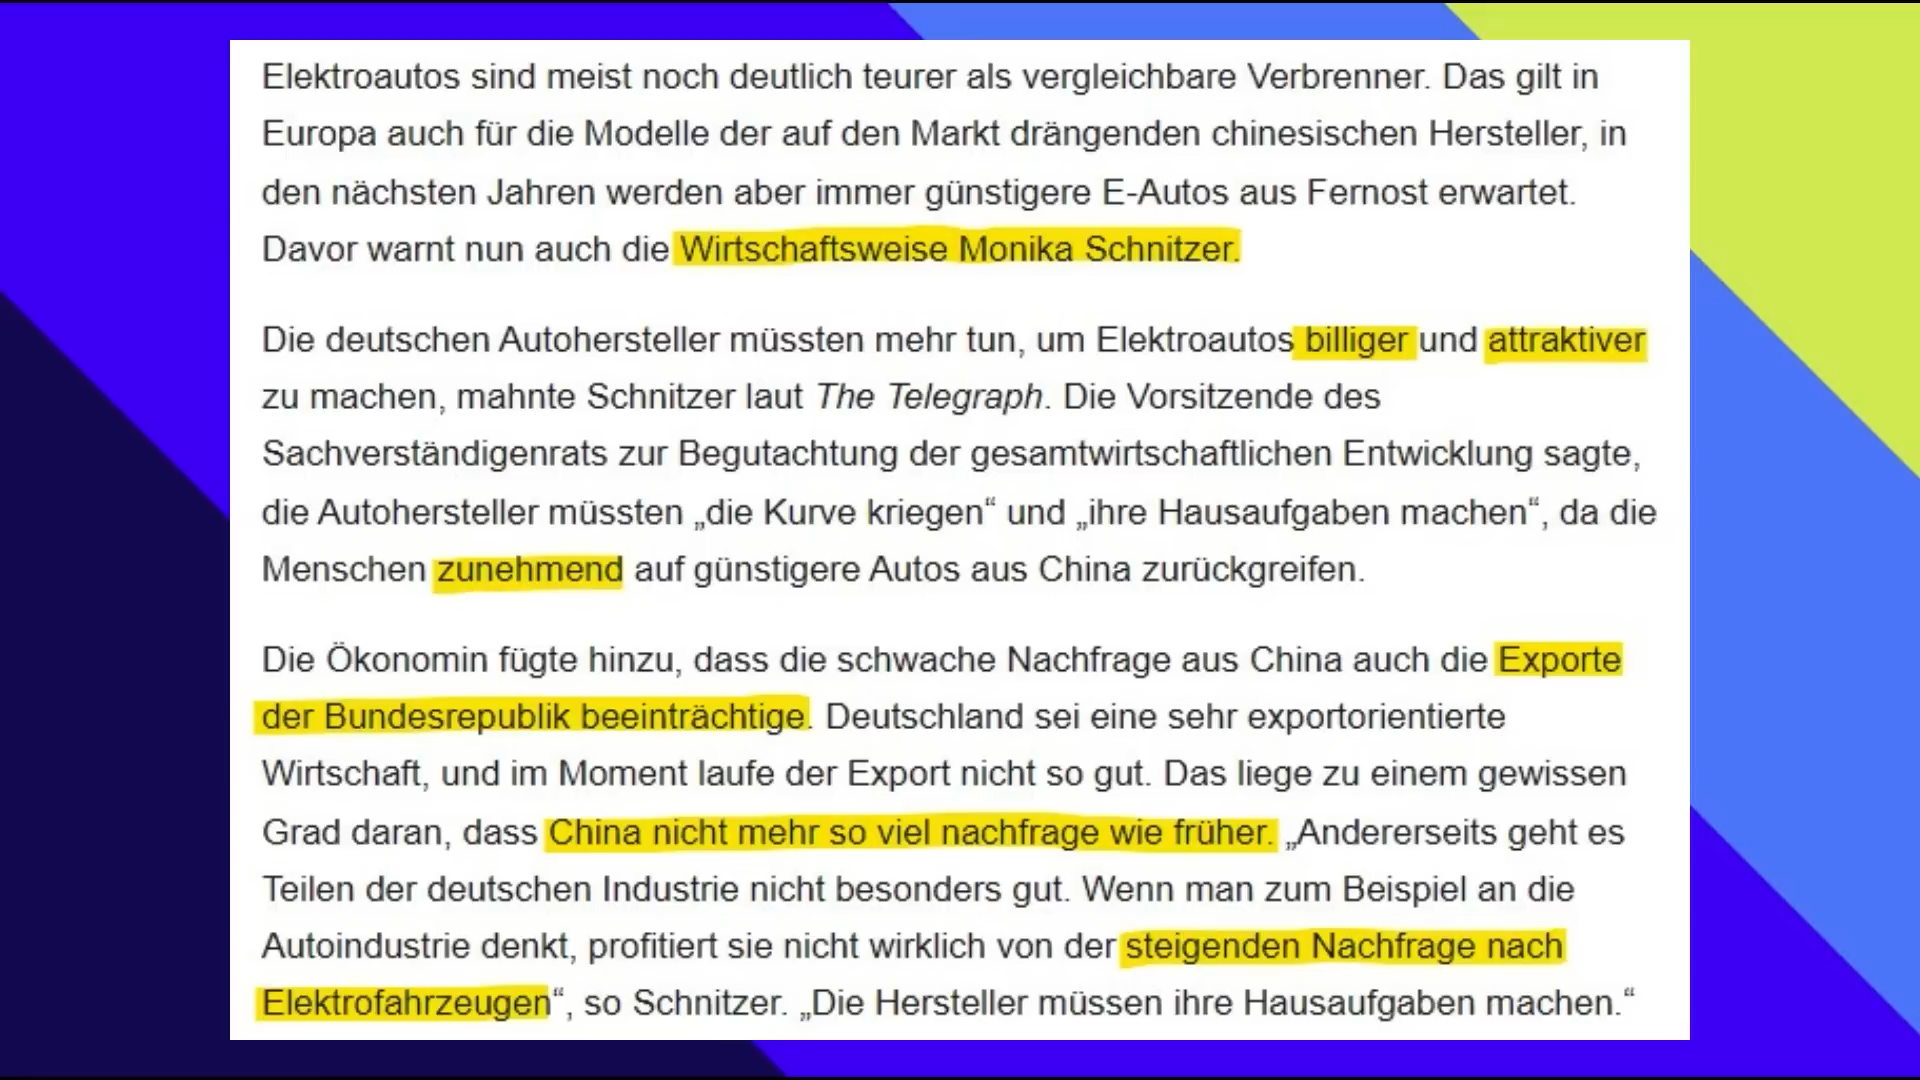 Elektroautos sind meist noch deutlich teurer als vergleichbare Verbrenner. Das gilt in
Europa auch für die Modelle der auf den Markt drängenden chinesischen Hersteller, in
den nächsten Jahren werden aber immer günstigere E-Autos aus Fernost erwartet.
Davor warnt nun auch die Wirtschaftsweise Monika Schnitzer.
Die deutschen Autohersteller müssten mehr tun, um Elektroautos billiger und attraktiver
zu machen, mahnte Schnitzer laut The Telegraph. Die Vorsitzende des
Sachverständigenrats zur Begutachtung der gesamtwirtschaftlichen Entwicklung sagte,
die Autohersteller müssten „die Kurve kriegen“ und „ihre Hausaufgaben machen“, da die
Menschen zunehmend auf günstigere Autos aus China zurückgreifen.
Die Ökonomin fügte hinzu, dass die schwache Nachfrage aus China auch die Exporte
der Bundesrepublik beeinträchtige. Deutschland sei eine sehr exportorientierte
Wirtschaft, und im Moment laufe der Export nicht so gut. Das liege zu einem gewissen
Grad daran, dass China nicht mehr so viel nachfrage wie früher. „Andererseits geht es
Teilen der deutschen Industrie nicht besonders gut. Wenn man zum Beispiel an die
Autoindustrie denkt, profitiert sie nicht wirklich von der steigenden Nachfrage nach
Elektrofahrzeugen“, so Schnitzer. „Die Hersteller müssen ihre Hausaufgaben machen.“